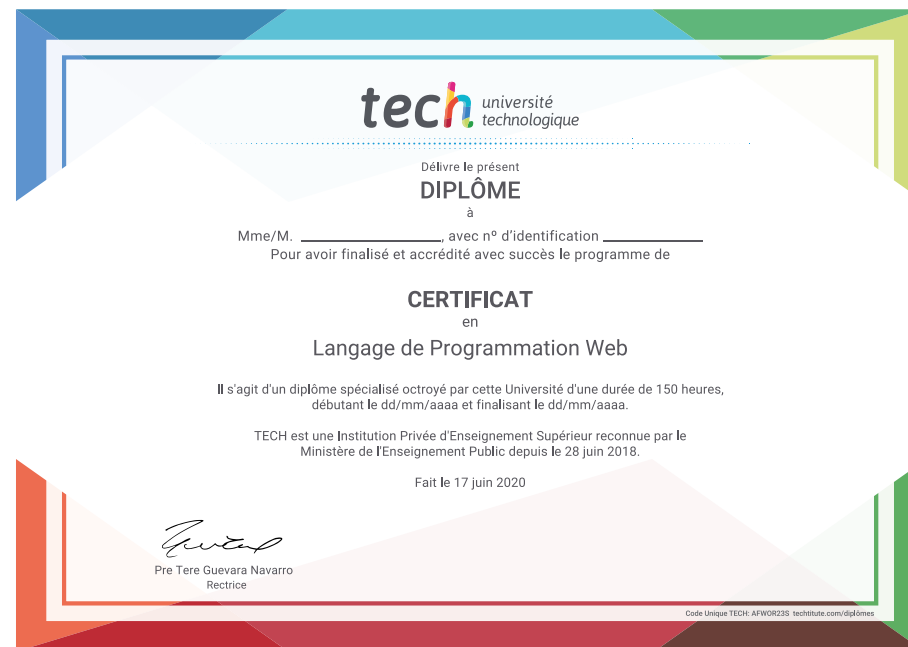 tech université
technologique
Délivre le présent
DIPLÔME
à
Mme/M. ____________________, avec nº d'identification ______________
Pour avoir finalisé et accrédité avec succès le programme de
CERTIFICAT
en
Langage de Programmation Web
Il s'agit d'un diplôme spécialisé octroyé par cette Université d'une durée de 150 heures,
débutant le dd/mm/aaaa et finalisant le dd/mm/aaaa.
TECH est une Institution Privée d'Enseignement Supérieur reconnue par le
Ministère de l'Enseignement Public depuis le 28 juin 2018.
Fait le 17 juin 2020
Pre Tere Guevara Navarro
Rectrice
Code Unique TECH: AFWOR23S techtitute.com/diplômes